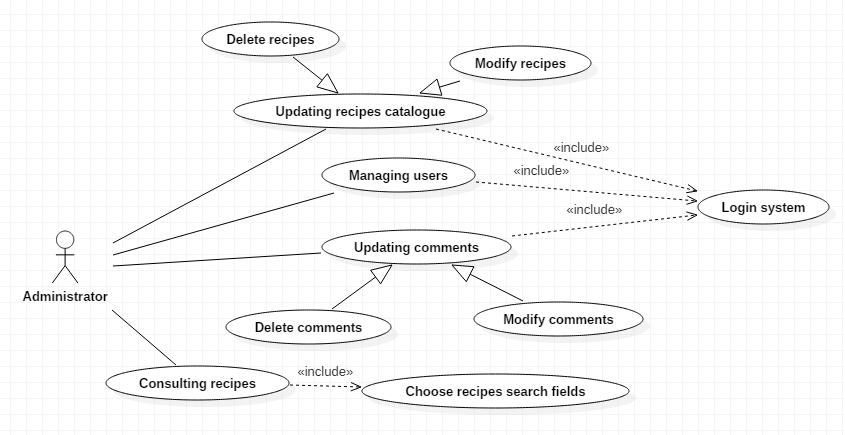 Delete recipes
Modify recipes
Updating recipes catalogue
«include»
Managing users
«include»
Login system
«include»
Updating comments
Administrator
Delete comments
Modify comments
«include»
Consulting recipes
Choose recipes search fields